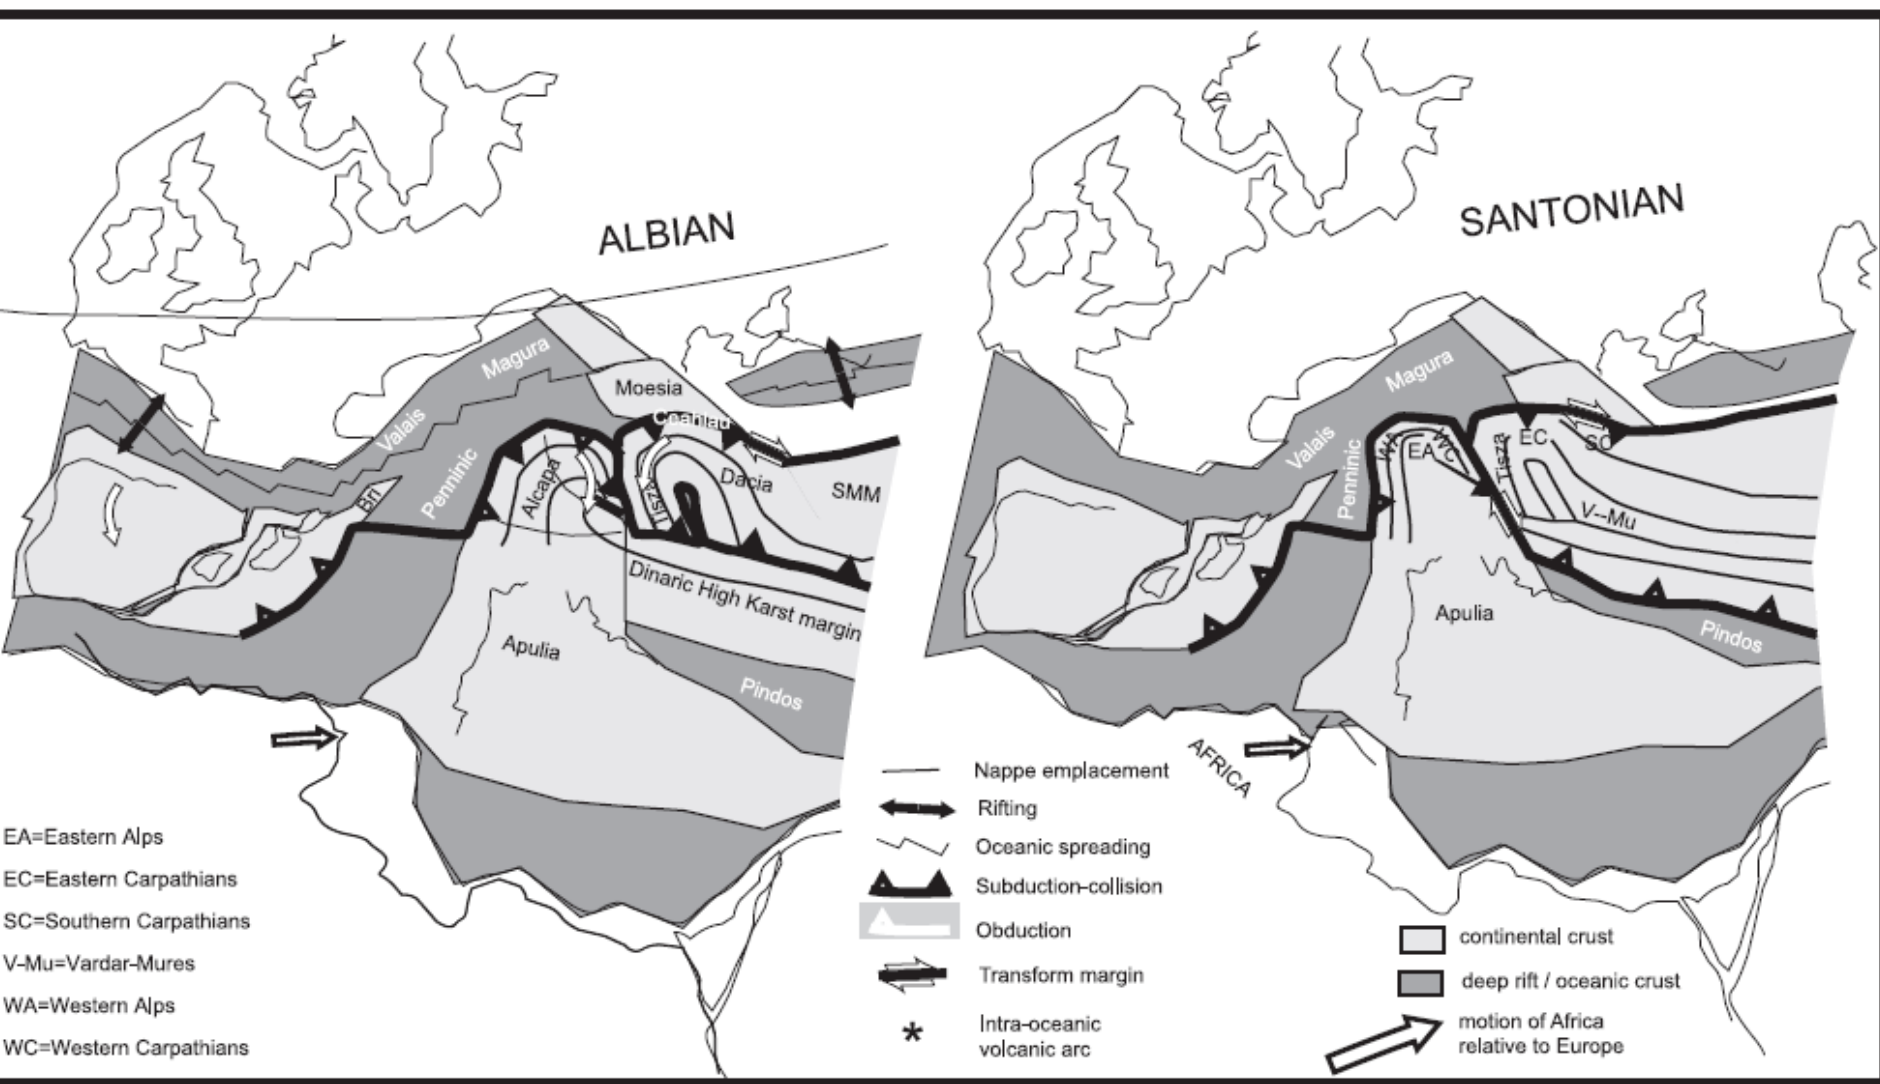 ALBIAN
Magura
Moesia
Valais
Ceahlau
Penninic
Alcapa
Bri
Tisza
Dacia
SMM
Dinaric High Karst margin
Apulia
Pindos
SANTONIAN
Magura
Valais
Penninic
WA
EA
WC
Tisza
EC
SC
V--Mu
Apulia
Pindos
AFRICA
EA=Eastern Alps
EC=Eastern Carpathians
SC=Southern Carpathians
V-Mu=Vardar-Mures
WA=Western Alps
WC=Western Carpathians
Nappe emplacement
Rifting
Oceanic spreading
Subduction-collision
Obduction
Transform margin
*
Intra-oceanic
volcanic arc
continental crust
deep rift / oceanic crust
motion of Africa
relative to Europe